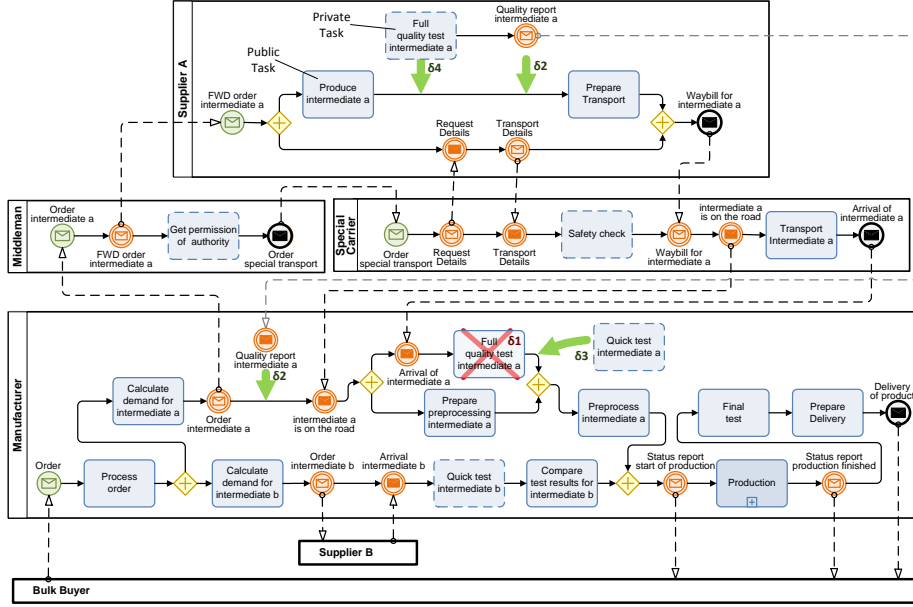 Supplier A
Private
Task
Public
Task
Full
quality test
intermediate a
Quality report
intermediate a
δ4
δ2
FWD order
intermediate a
Produce
intermediate a
Prepare
Transport
Waybill for
intermediate a
Request
Details
Transport
Details
Middleman
Order
intermediate a
FWD order
intermediate a
Get permission
of authority
Order
special transport
Special
Carrier
Order
special transport
Request
Details
Transport
Details
Safety check
Waybill for
intermediate a
intermediate a
is on the road
Transport
Intermediate a
Arrival of
intermediate a
Manufacturer
Quality report
intermediate a
δ2
Calculate
demand for
intermediate a
Order
intermediate a
intermediate a
is on the road
Arrival of
intermediate a
Full
quality test
intermediate a
δ1
δ3
Quick test
intermediate a
Prepare
preprocessing
intermediate a
Preprocess
intermediate a
Final
test
Prepare
Delivery
Delivery
of product
Order
Process
order
Calculate
demand for
intermediate b
Order
intermediate b
Arrival
intermediate b
Quick test
intermediate b
Compare
test results for
intermediate b
Status report
start of production
Production
Status report
production finished
Supplier B
Bulk Buyer